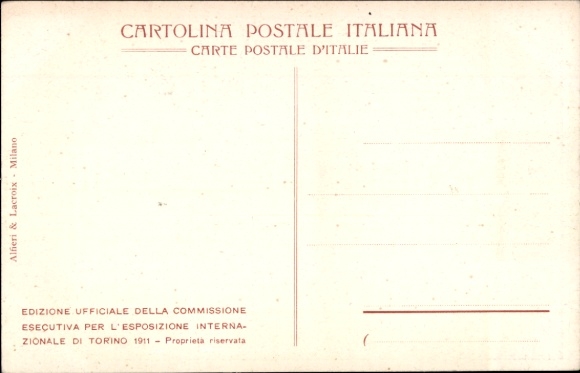 CARTOLINA POSTALE ITALIANA
CARTE POSTALE D'ITALIE
Alfieri & Lacroix - Milano
EDIZIONE UFFICIALE DELLA COMMISSIONE
ESECUTIVA PER L'ESPOSIZIONE INTERNA-
ZIONALE DI TORINO 1911 - Proprietà riservata
(